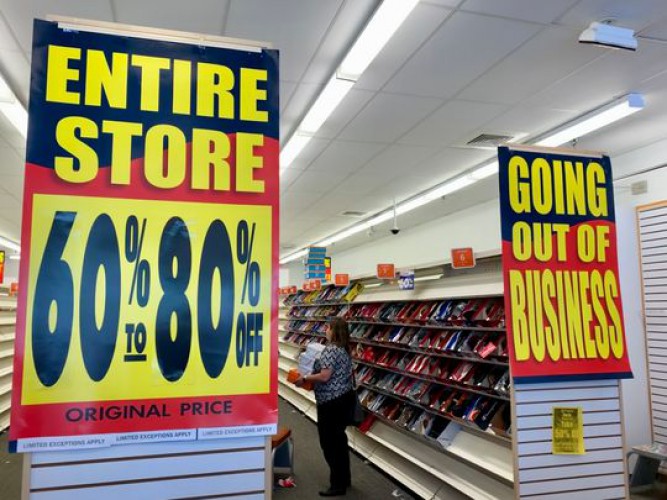 ENTIRE
STORE
60% TO 80% OFF
ORIGINAL PRICE
LIMITED EXCEPTIONS APPLY LIMITED EXCEPTIONS APPLY LIMITED EXCEPTIONS APPLY
GOING
OUT OF
BUSINESS